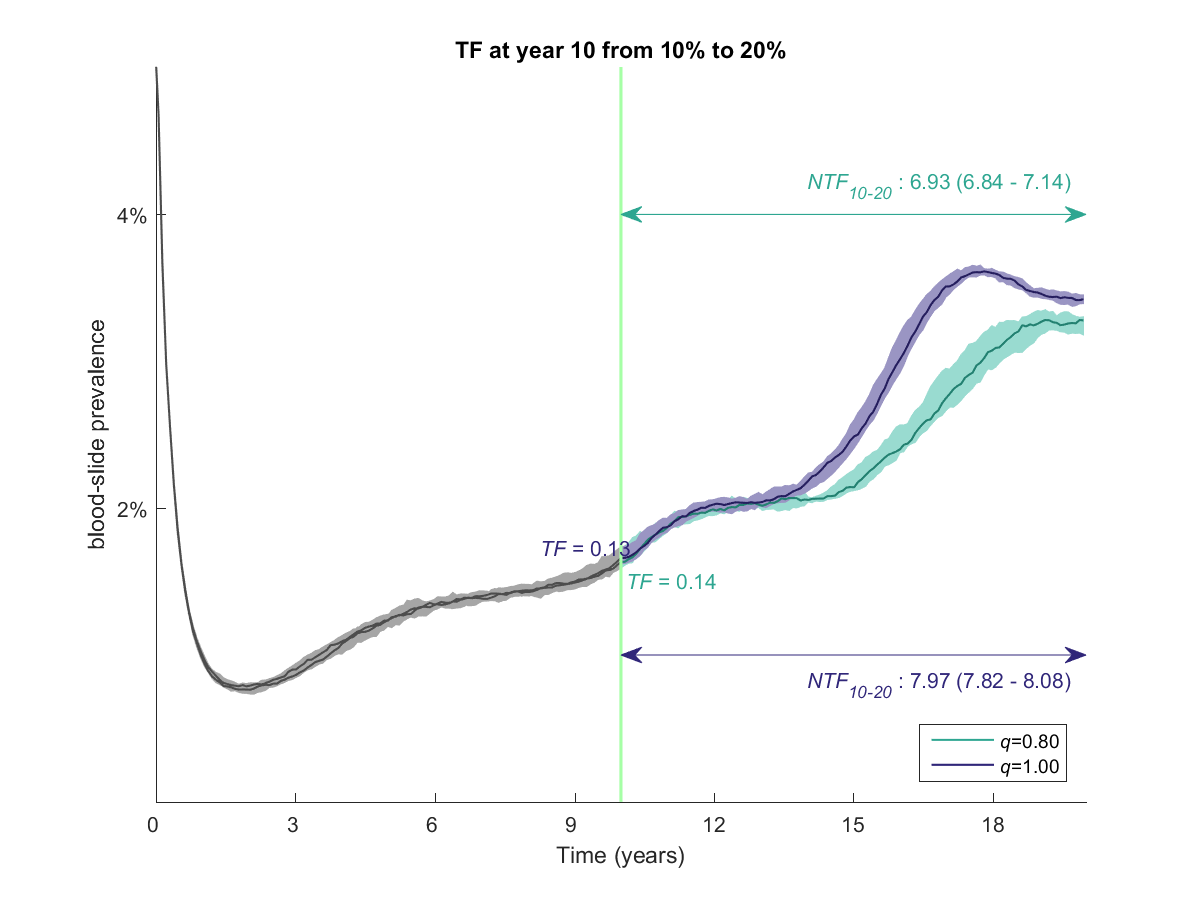 TF at year 10 from 10% to 20%
NTF10-20 : 6.93 (6.84 - 7.14)
4%
blood-slide prevalence
2%
TF = 0.13
TF = 0.14
NTF10-20 : 7.97 (7.82 - 8.08)
q=0.80
q=1.00
0 3 6 9 12 15 18
Time (years)